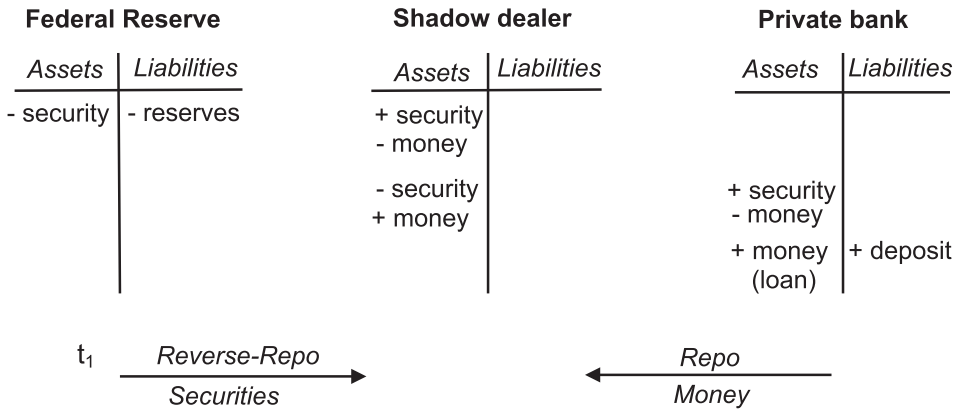 Federal Reserve
Assets Liabilities
- security - reserves
Shadow dealer
Assets Liabilities
+ security
- money
- security
+ money
Private bank
Assets Liabilities
+ security
- money
+ money + deposit
(loan)
t₁ Reverse-Repo
Securities
Repo
Money